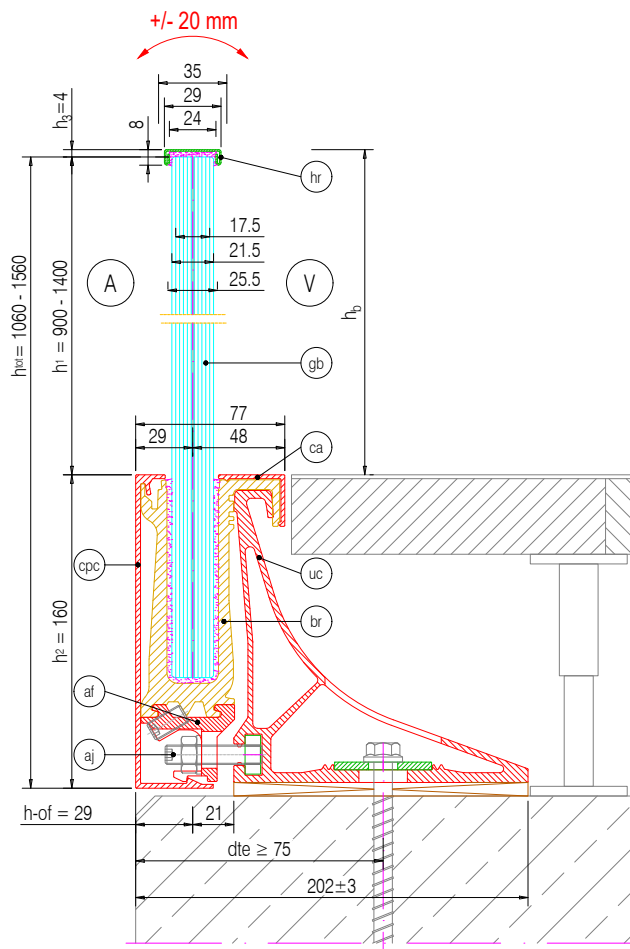 +/- 20 mm
35
29
24
h3=4
8
hr
17.5
21.5
25.5
A
V
htot= 1060 - 1560
h1 = 900 - 1400
hb
gb
77
29
48
ca
cpc
uc
h2 = 160
br
af
aj
h-of = 29
21
dte ≥ 75
202±3